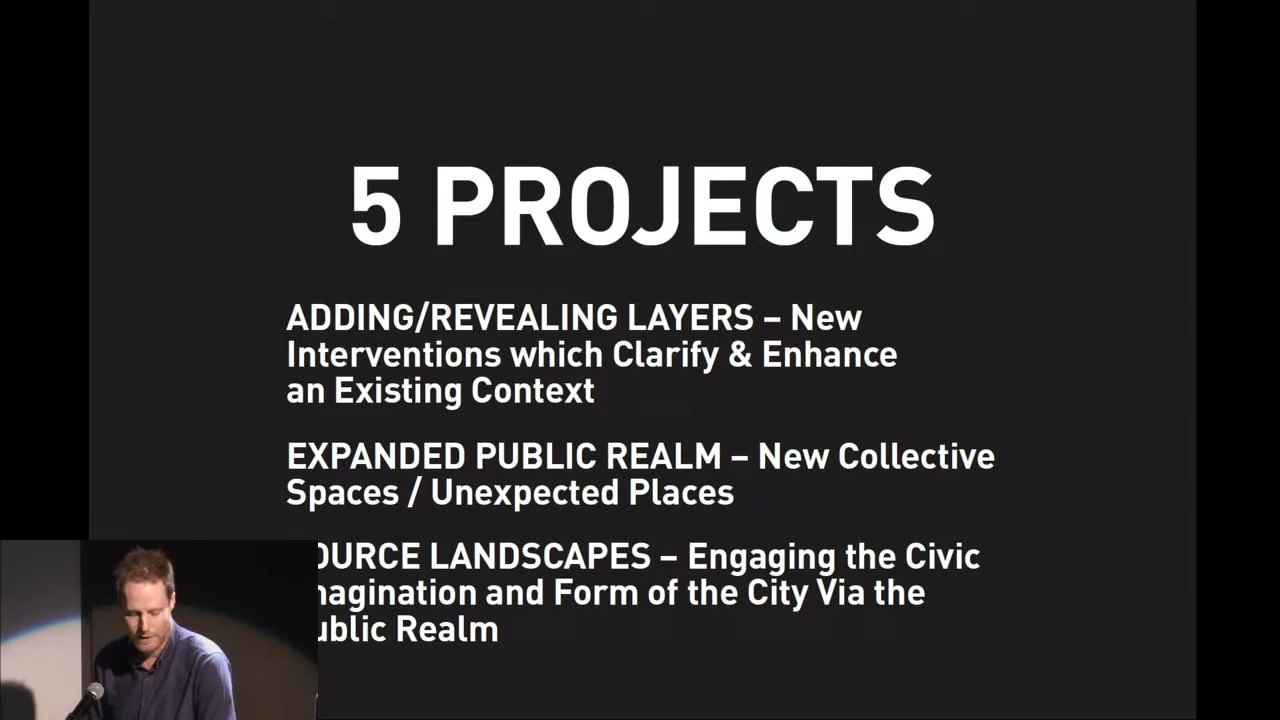 5 PROJECTS
ADDING/REVEALING LAYERS – New
Interventions which Clarify & Enhance
an Existing Context
EXPANDED PUBLIC REALM – New Collective
Spaces / Unexpected Places
LANDSCAPES – Engaging the Civic
and Form of the City Via the
Realm